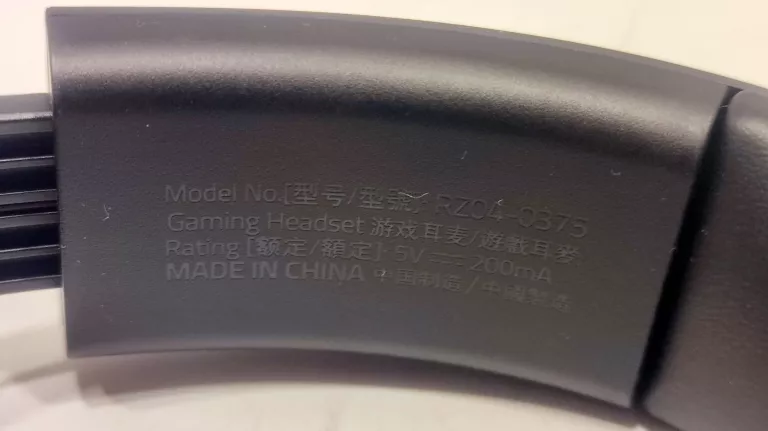 Model No.[型号/型號] RZ04-0375
Gaming Headset 游戏耳麦/遊戲耳麥
Rating [额定/額定] 5V ⎓ 200mA
MADE IN CHINA 中国制造/中國製造